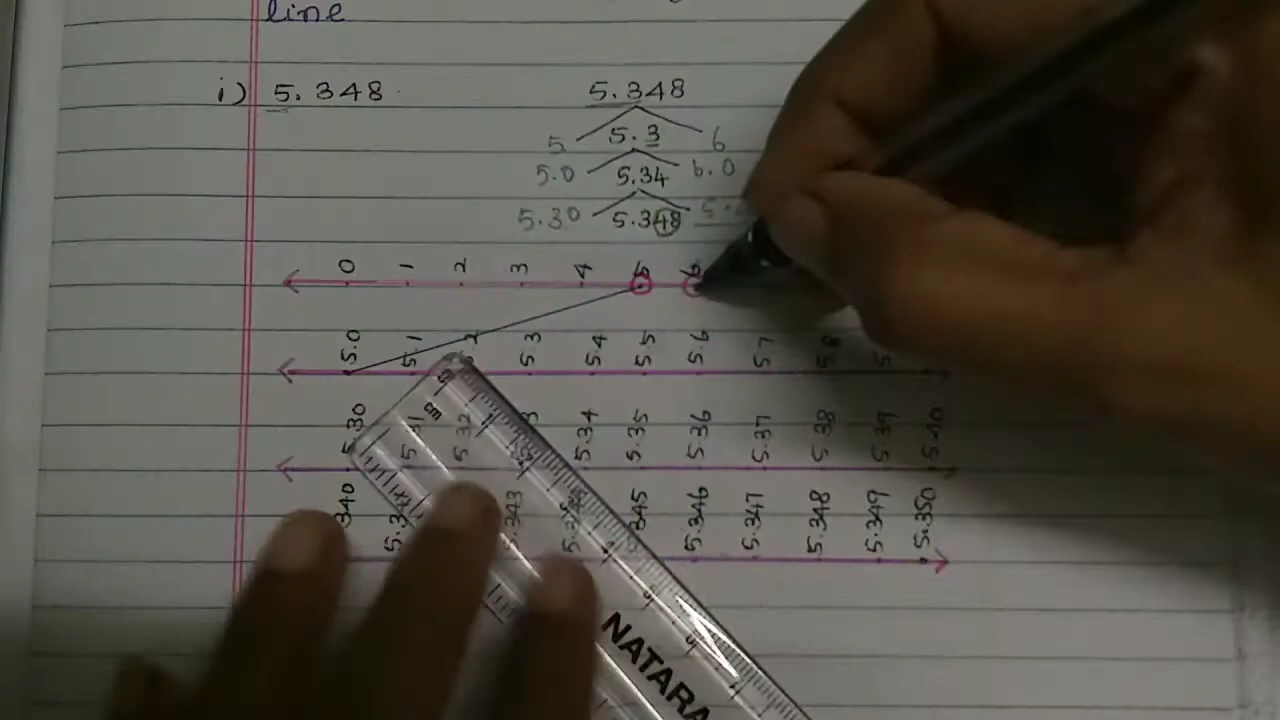 line
i) 5.348 5.348
5 5.3 6
5.0 5.34 6.0
5.30 5.348
0 1 2 3 4 5 6
5.0 5.1 5.3 5.4 5.5 5.6 5.7 5.8
5.30 5.32 5.34 5.35 5.36 5.37 5.38 5.39 5.40
5.343 5.346 5.347 5.348 5.349 5.350
cm
NATARA